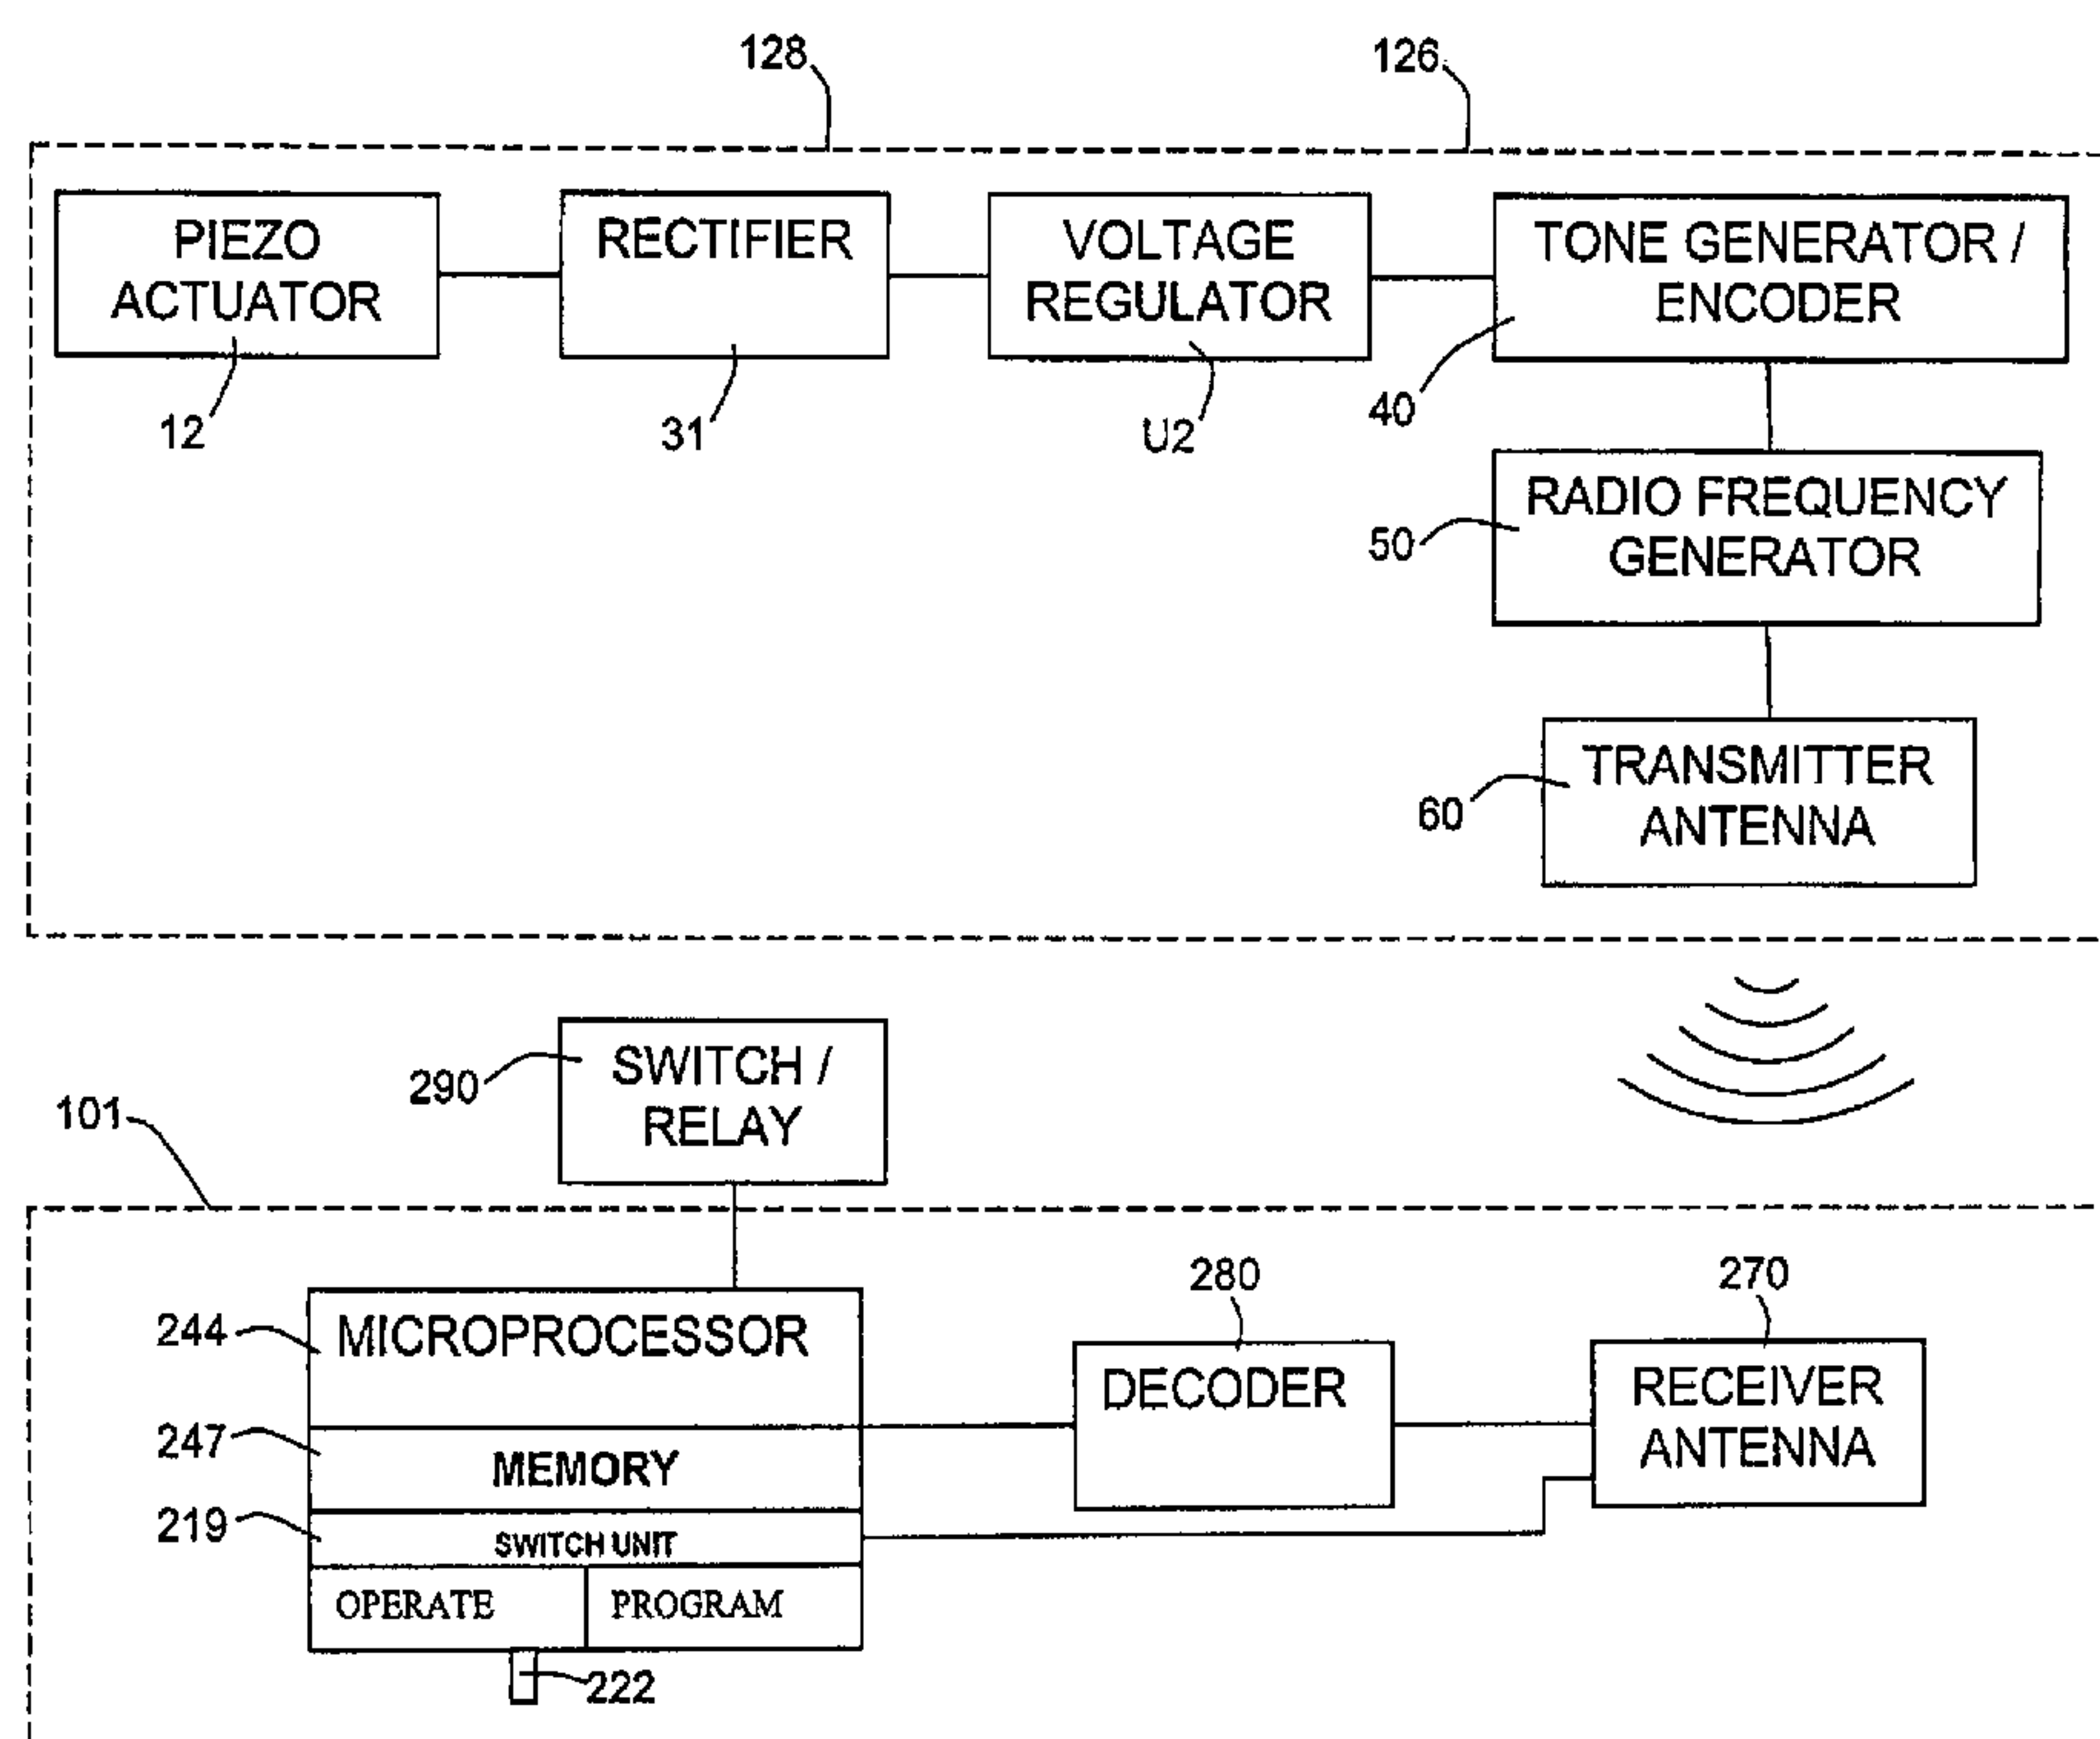 128
126
PIEZO
ACTUATOR
RECTIFIER
VOLTAGE
REGULATOR
TONE GENERATOR /
ENCODER
12
31
U2
40
RADIO FREQUENCY
GENERATOR
50
TRANSMITTER
ANTENNA
60
SWITCH /
RELAY
290
101
280
270
244
MICROPROCESSOR
DECODER
RECEIVER
ANTENNA
247
MEMORY
219
SWITCH UNIT
OPERATE
PROGRAM
222